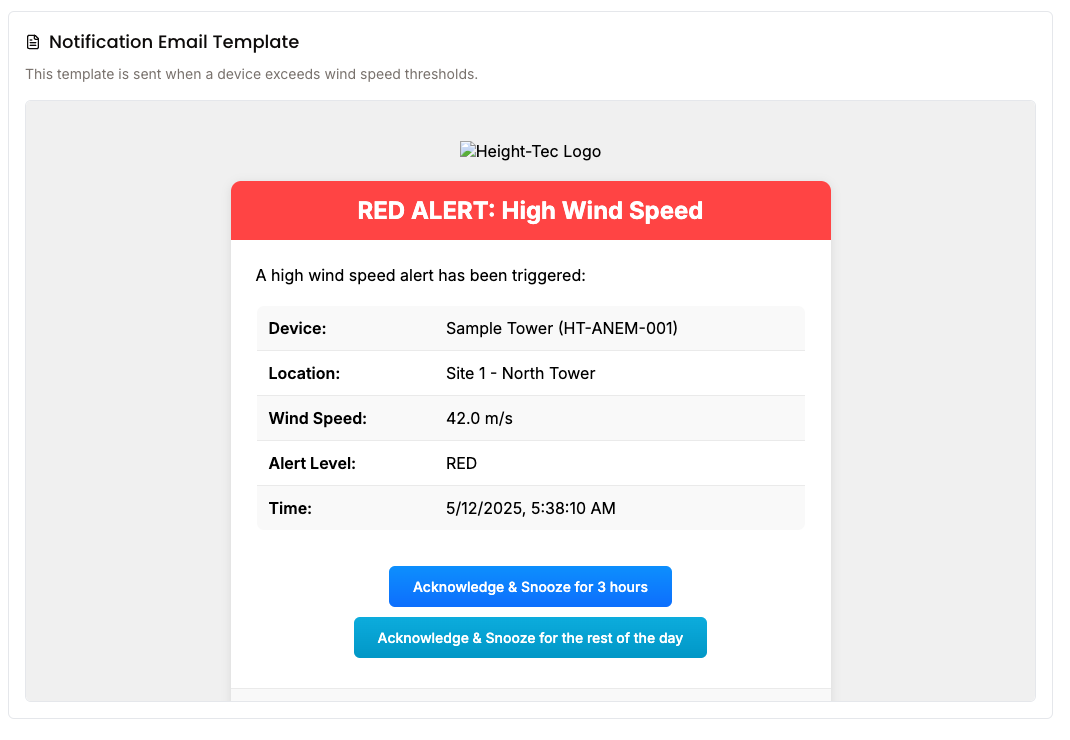 Notification Email Template
This template is sent when a device exceeds wind speed thresholds.
Height-Tec Logo
RED ALERT: High Wind Speed
A high wind speed alert has been triggered:
Device: Sample Tower (HT-ANEM-001)
Location: Site 1 - North Tower
Wind Speed: 42.0 m/s
Alert Level: RED
Time: 5/12/2025, 5:38:10 AM
Acknowledge & Snooze for 3 hours
Acknowledge & Snooze for the rest of the day